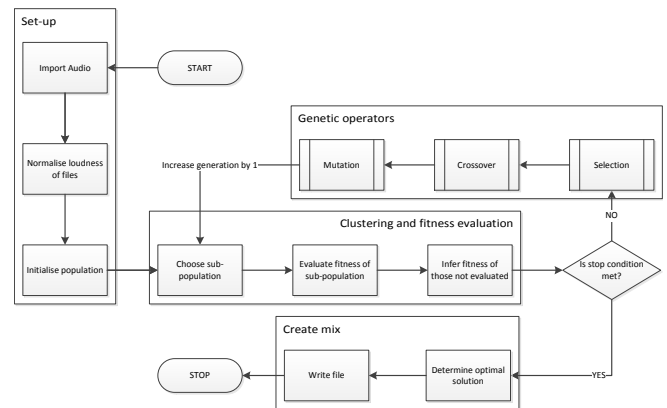 Set-up
Import Audio
START
Normalise loudness
of files
Initialise population
Genetic operators
Increase generation by 1
Mutation
Crossover
Selection
NO
Clustering and fitness evaluation
Choose sub-
population
Evaluate fitness of
sub-population
Infer fitness of
those not evaluated
Is stop condition
met?
YES
Create mix
STOP
Write file
Determine optimal
solution